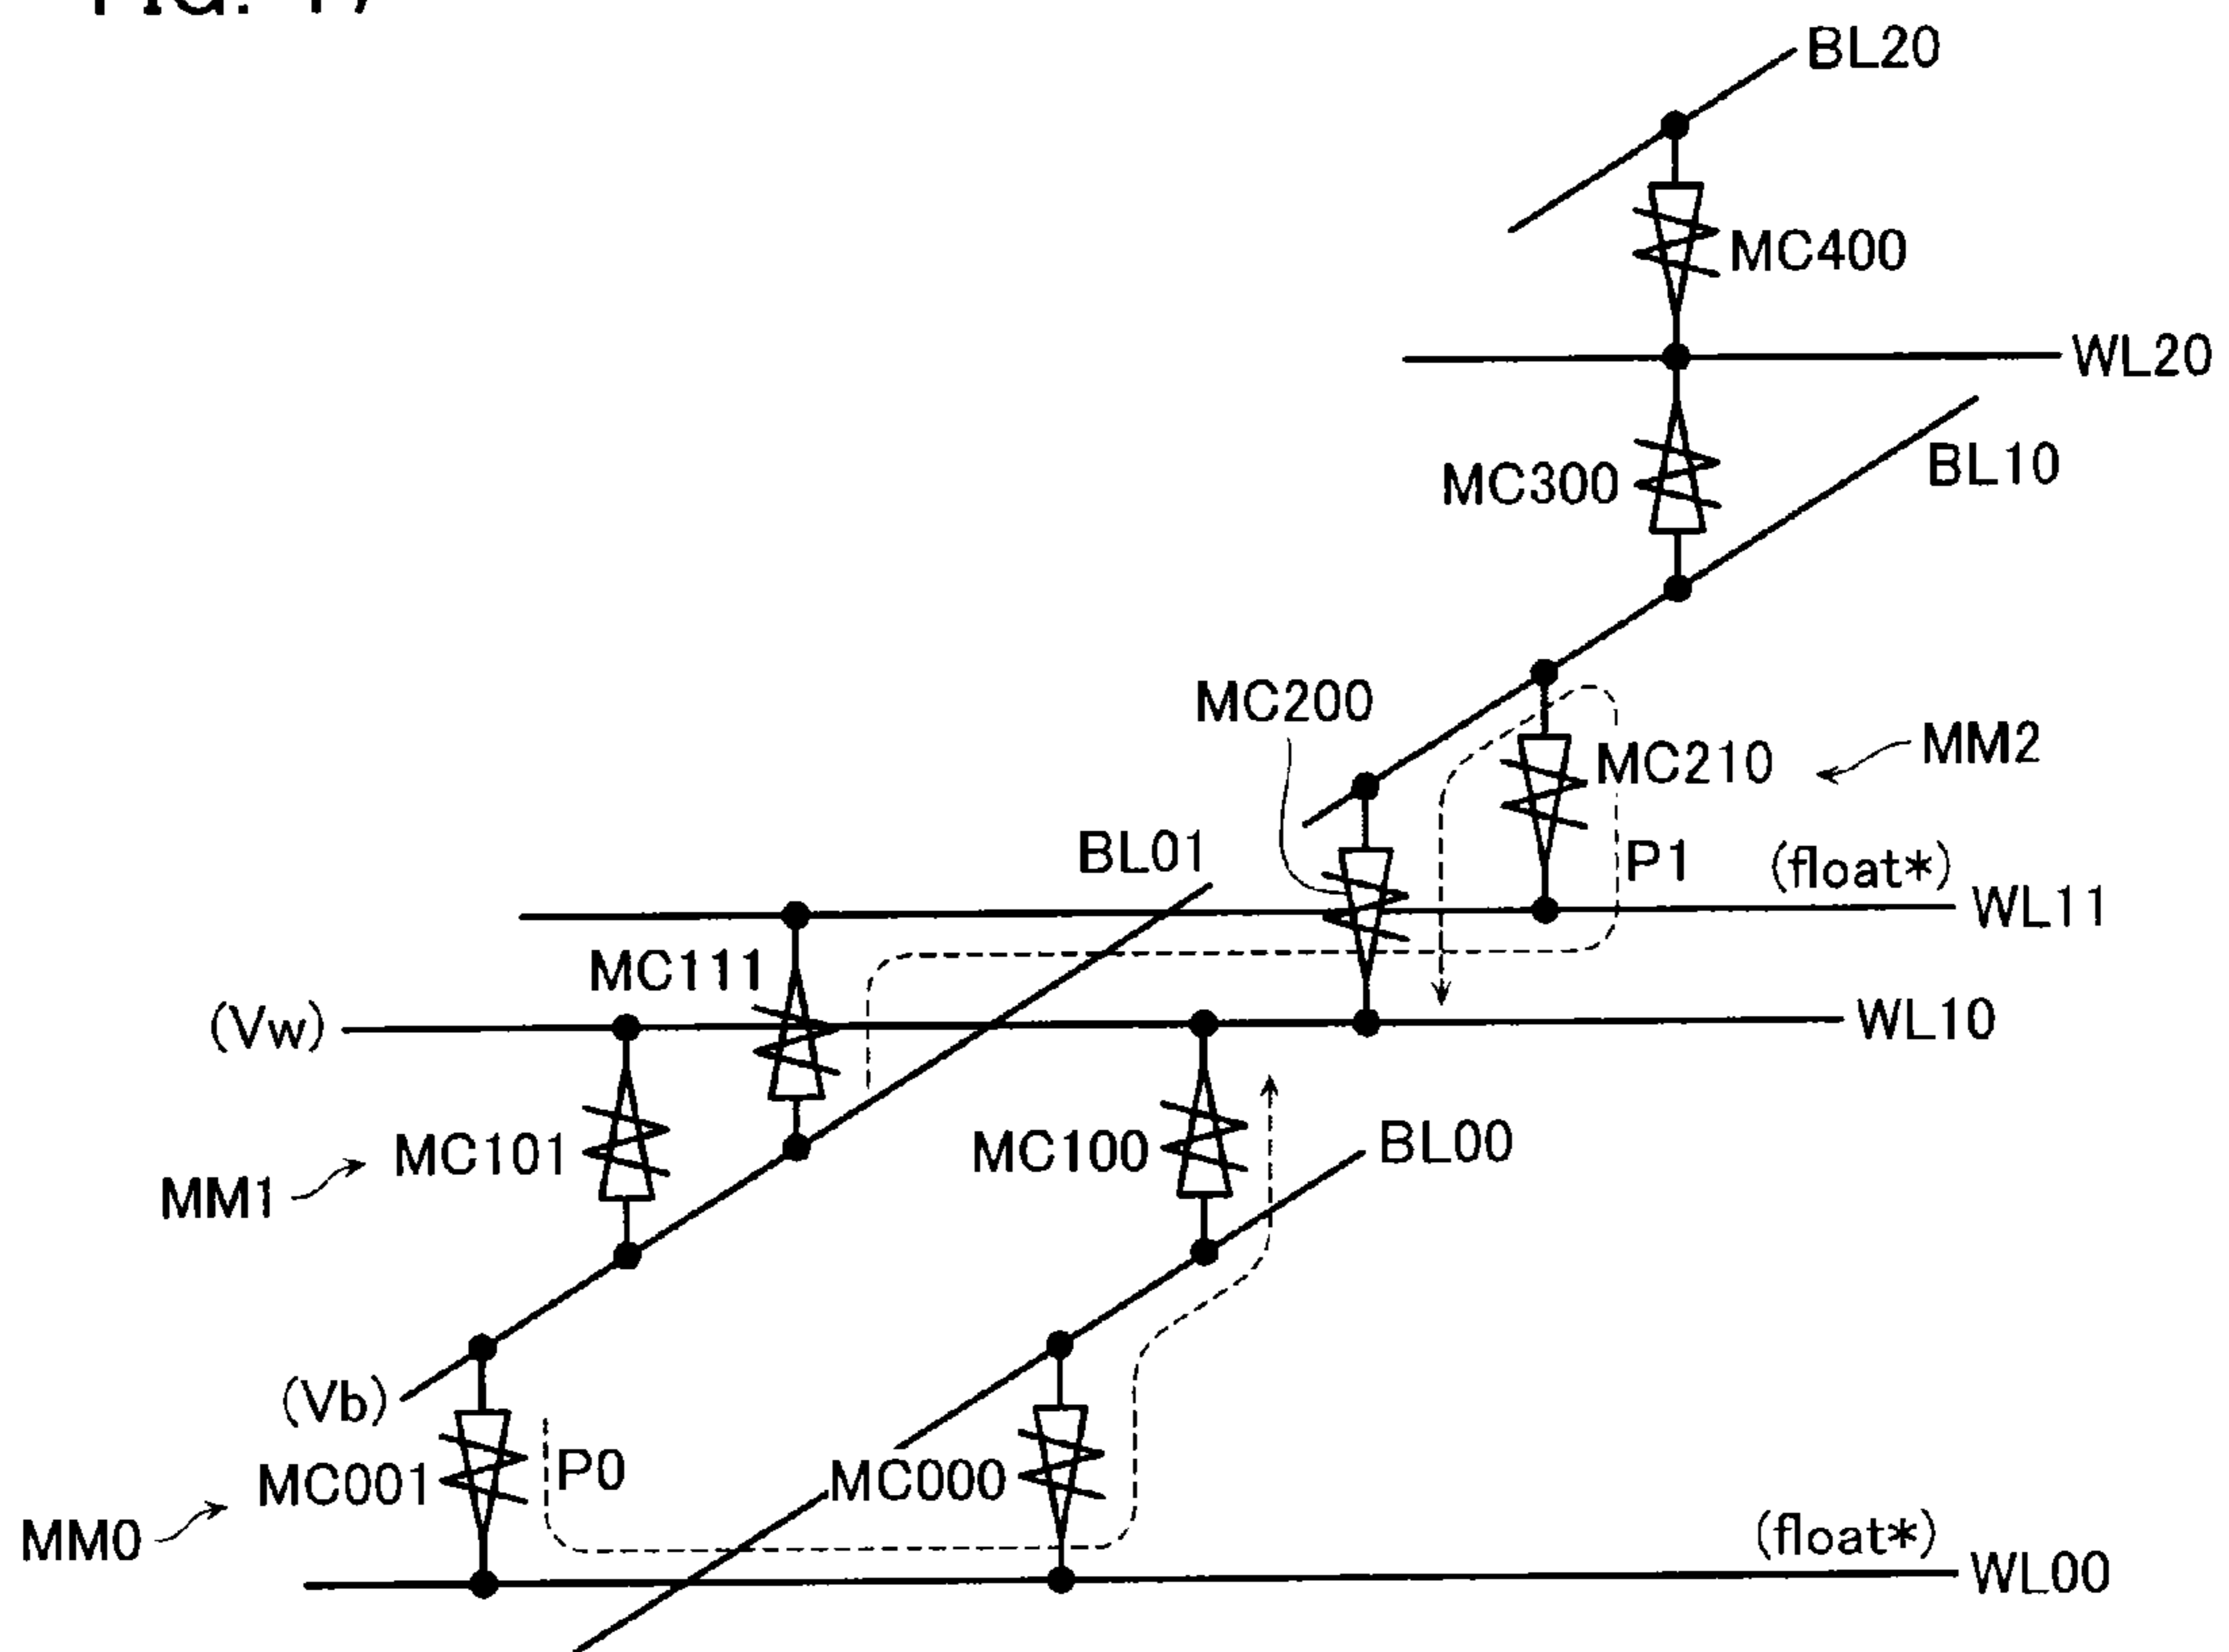 BL20
MC400
WL20
BL10
MC300
MC200
MC210
MM2
BL01
P1
(float*)
WL11
MC111
(Vw)
WL10
MC101
MC100
BL00
MM1
(Vb)
MC001
P0
MC000
MM0
(float*)
WL00